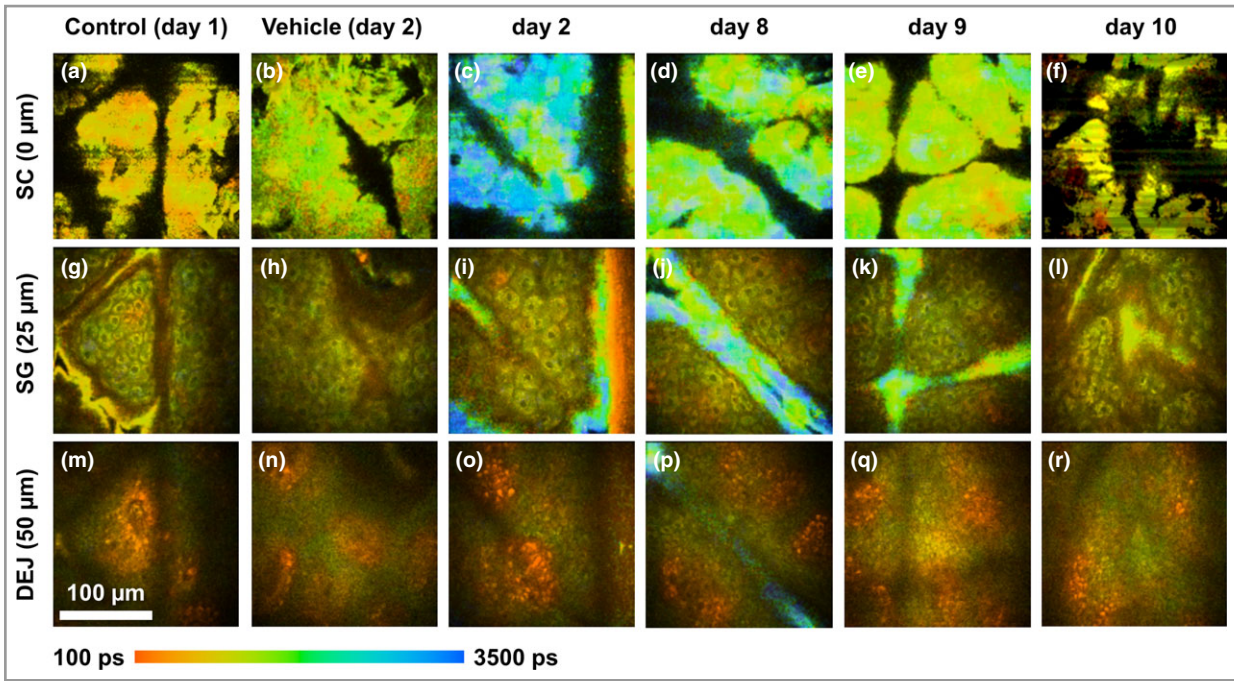 Control (day 1) Vehicle (day 2) day 2 day 8 day 9 day 10
SC (0 µm)
(a) (b) (c) (d) (e) (f)
SG (25 µm)
(g) (h) (i) (j) (k) (l)
DEJ (50 µm)
(m) (n) (o) (p) (q) (r)
100 µm
100 ps 3500 ps